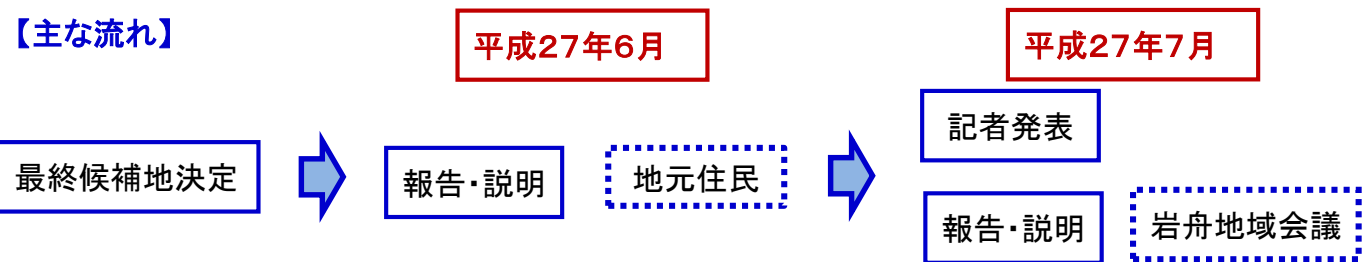 【主な流れ】
平成27年6月
平成27年7月
記者発表
最終候補地決定
報告・説明
地元住民
報告・説明
岩舟地域会議